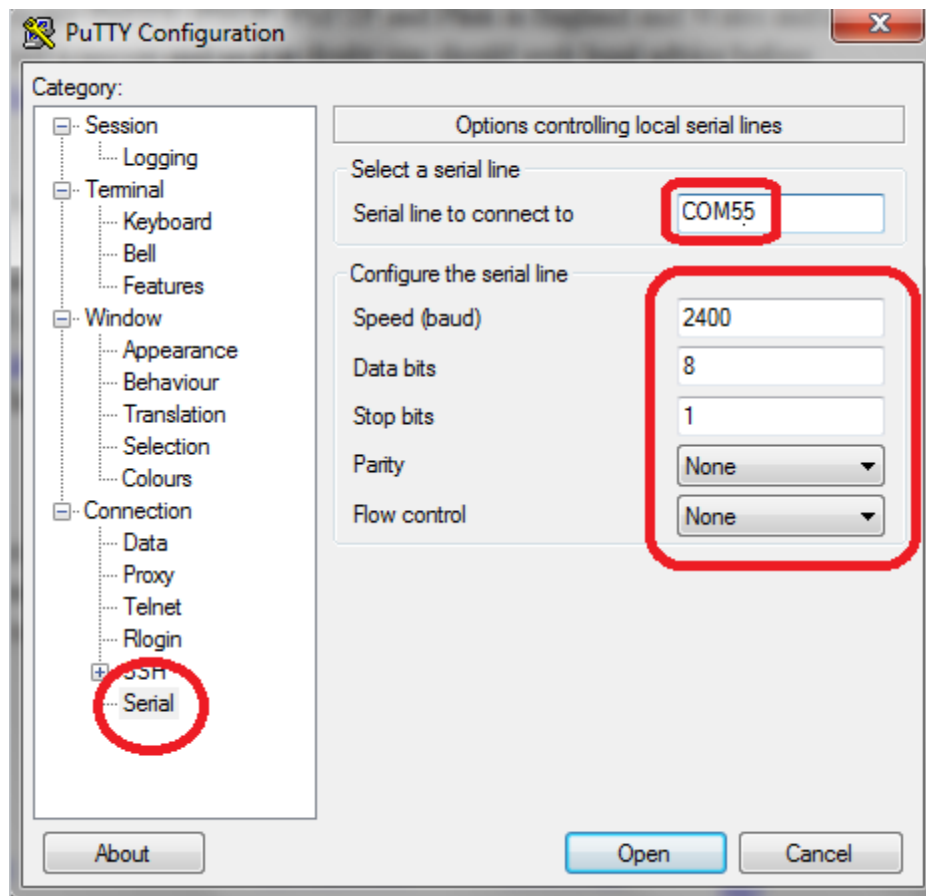 PuTTY Configuration
Category:
Session
Logging
Terminal
Keyboard
Bell
Features
Window
Appearance
Behaviour
Translation
Selection
Colours
Connection
Data
Proxy
Telnet
Rlogin
SSH
Serial
Options controlling local serial lines
Select a serial line
Serial line to connect to COM55
Configure the serial line
Speed (baud) 2400
Data bits 8
Stop bits 1
Parity None
Flow control None
About Open Cancel